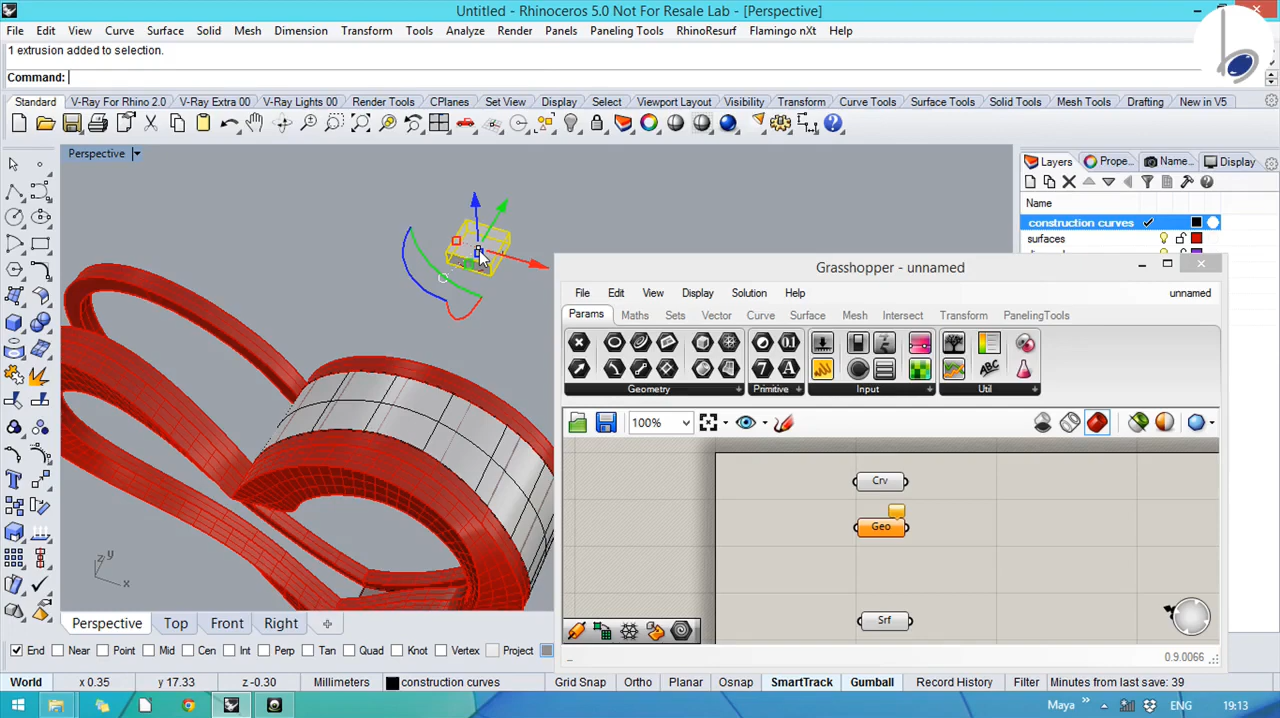 Untitled - Rhinoceros 5.0 Not For Resale Lab - [Perspective]
File Edit View Curve Surface Solid Mesh Dimension Transform Tools Analyze Render Panels Paneling Tools RhinoResurf Flamingo nXt Help
1 extrusion added to selection.
Command:
Standard V-Ray For Rhino 2.0 V-Ray Extra 00 V-Ray Lights 00 Render Tools CPlanes Set View Display Select Viewport Layout Visibility Transform Curve Tools Surface Tools Solid Tools Mesh Tools Drafting New in V5
Perspective
Layers Prope... Name... Display
Name
construction curves
surfaces
Grasshopper - unnamed
File Edit View Display Solution Help unnamed
Params Maths Sets Vector Curve Surface Mesh Intersect Transform PanelingTools
Geometry Primitive Input Util
100%
Crv
Geo
Srf
0.9.0066
z y x
Perspective Top Front Right
End Near Point Mid Cen Int Perp Tan Quad Knot Vertex Project
World x 0.35 y 17.33 z -0.30 Millimeters construction curves Grid Snap Ortho Planar Osnap SmartTrack Gumball Record History Filter Minutes from last save: 39
Maya ENG 19:13